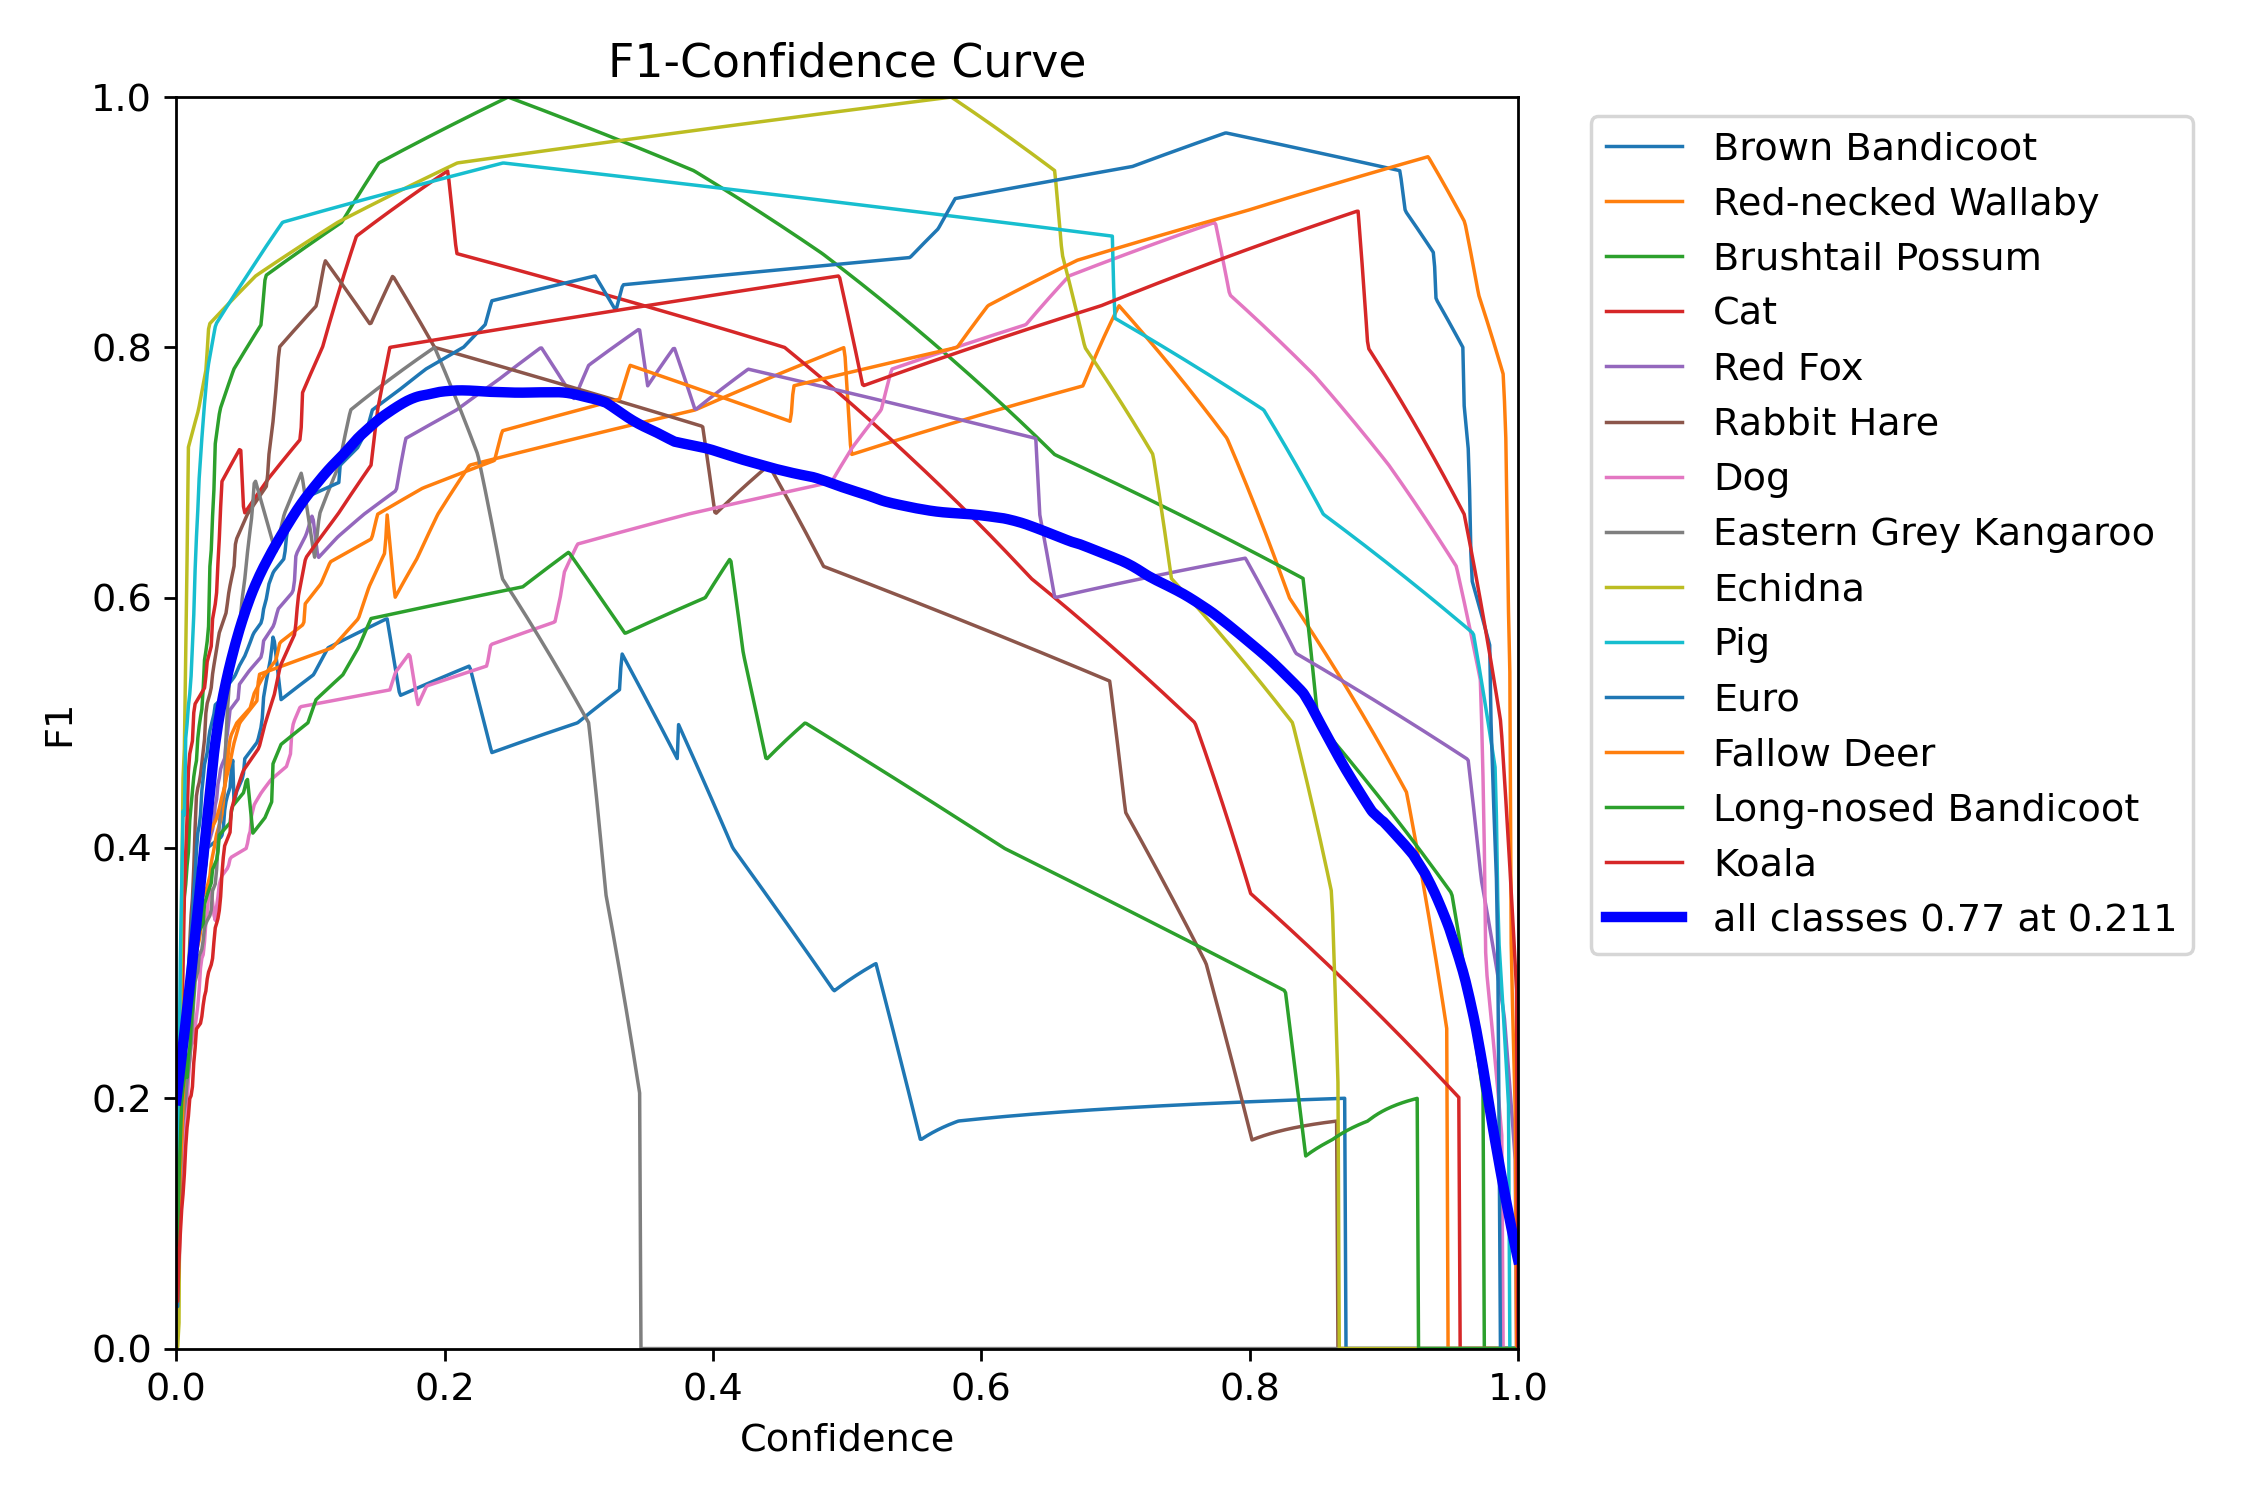 F1-Confidence Curve
1.0
0.8
0.6
0.4
0.2
0.0
F1
0.0 0.2 0.4 0.6 0.8 1.0
Confidence
Brown Bandicoot
Red-necked Wallaby
Brushtail Possum
Cat
Red Fox
Rabbit Hare
Dog
Eastern Grey Kangaroo
Echidna
Pig
Euro
Fallow Deer
Long-nosed Bandicoot
Koala
all classes 0.77 at 0.211